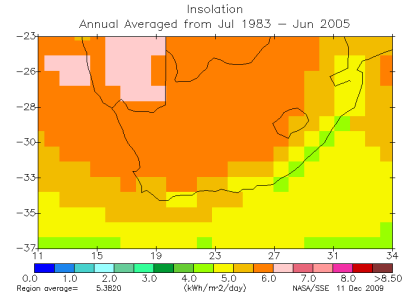 Insolation
Annual Averaged from Jul 1983 - Jun 2005
-23
-26
-28
-30
-33
-35
-37
11 15 19 23 27 31 34
0.0 1.0 2.0 3.0 4.0 5.0 6.0 7.0 8.0 >8.50
Region average= 5.3820 (kWh/m2/day) NASA/SSE 11 Dec 2009